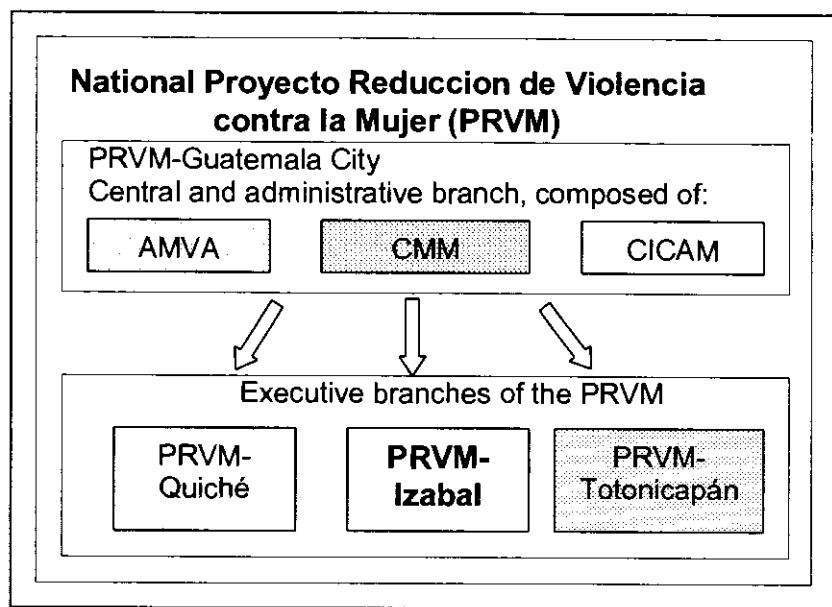 National Proyecto Reduccion de Violencia
contra la Mujer (PRVM)
PRVM-Guatemala City
Central and administrative branch, composed of:
AMVA
CMM
CICAM
Executive branches of the PRVM
PRVM-
Quiché
PRVM-
Izabal
PRVM-
Totonicapán